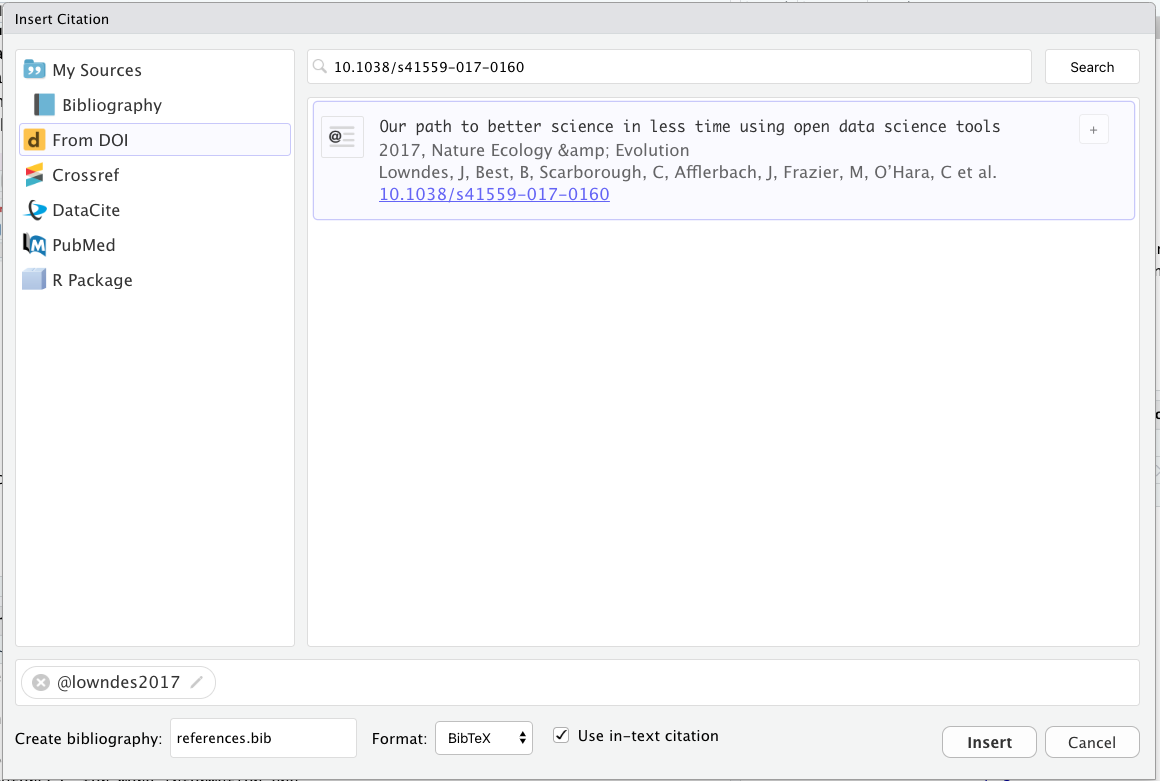 Insert Citation
My Sources
Bibliography
From DOI
Crossref
DataCite
PubMed
R Package
10.1038/s41559-017-0160
Search
@
Our path to better science in less time using open data science tools
+
2017, Nature Ecology &amp; Evolution
Lowndes, J, Best, B, Scarborough, C, Afflerbach, J, Frazier, M, O’Hara, C et al.
10.1038/s41559-017-0160
@lowndes2017
Create bibliography: references.bib Format: BibTeX Use in-text citation
Insert Cancel